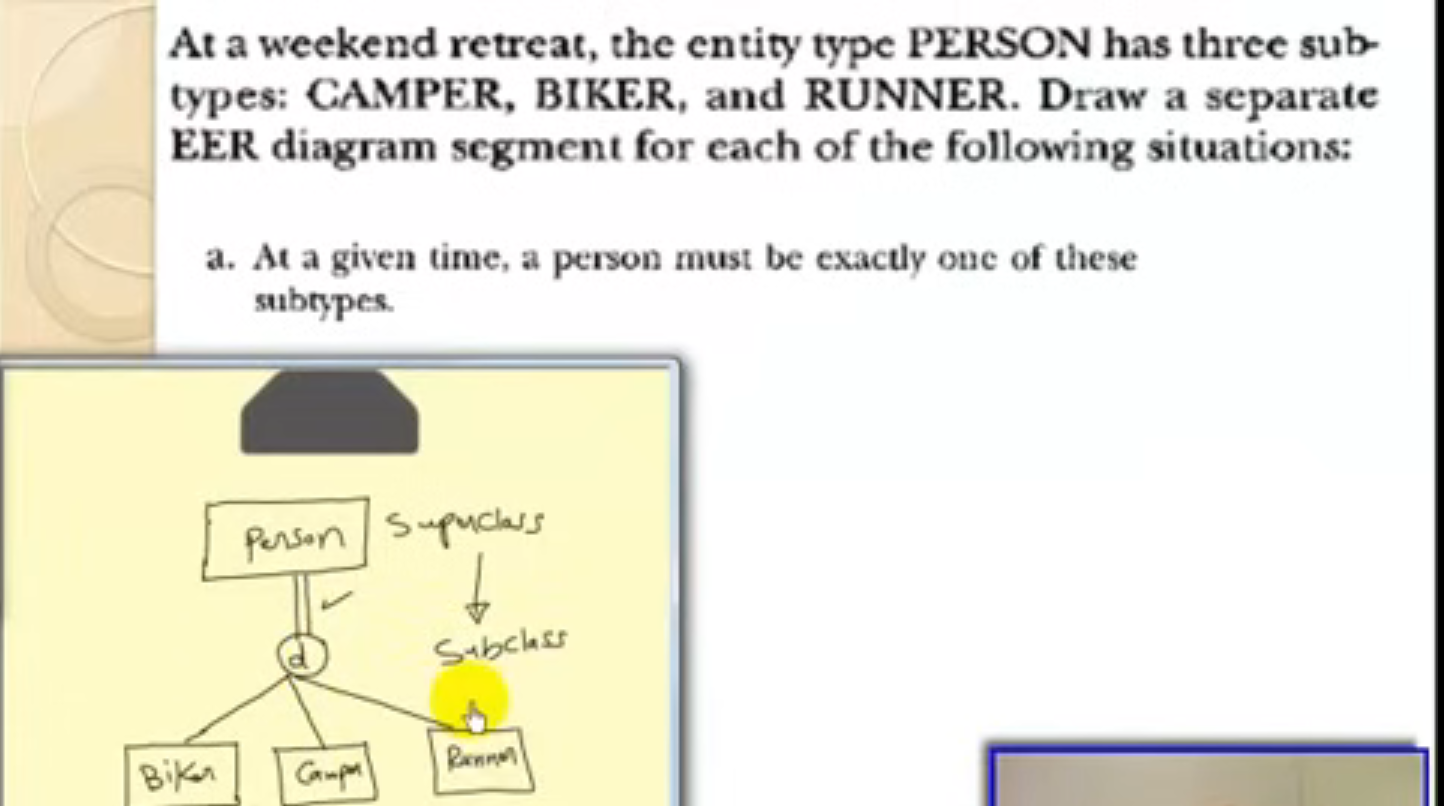 At a weekend retreat, the entity type PERSON has three sub-
types: CAMPER, BIKER, and RUNNER. Draw a separate
EER diagram segment for each of the following situations:
a. At a given time, a person must be exactly one of these
subtypes.
Person
Superclass
Subclass
d
Biker
Camper
Runner